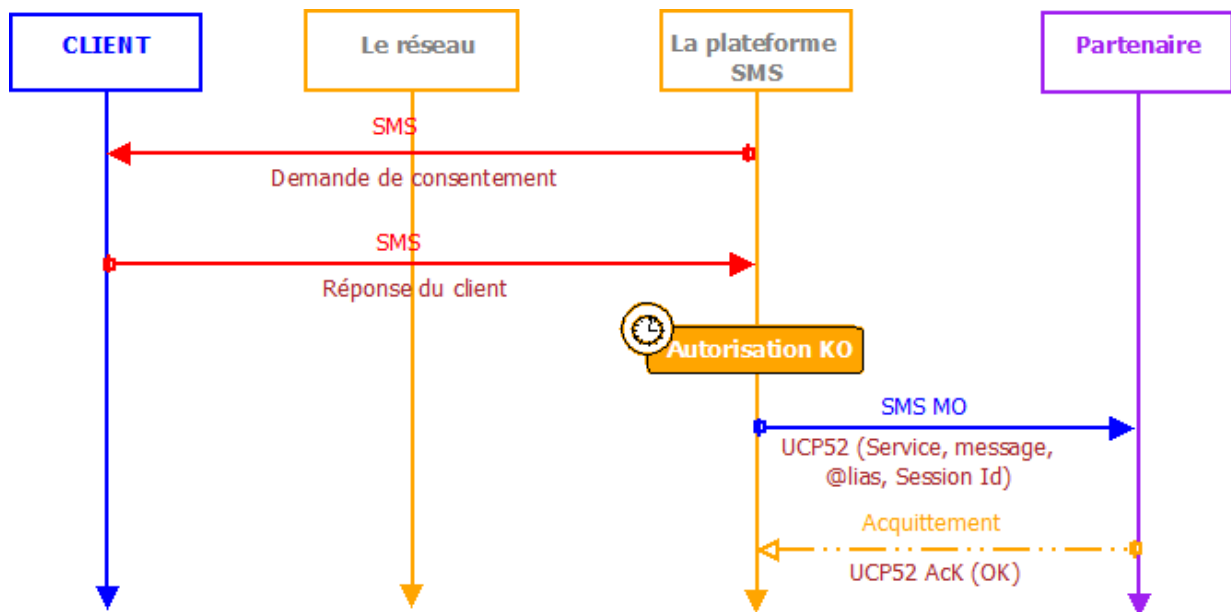 CLIENT
Le réseau
La plateforme
SMS
Partenaire
SMS
Demande de consentement
SMS
Réponse du client
Autorisation KO
SMS MO
UCP52 (Service, message,
@lias, Session Id)
Acquittement
UCP52 AcK (OK)